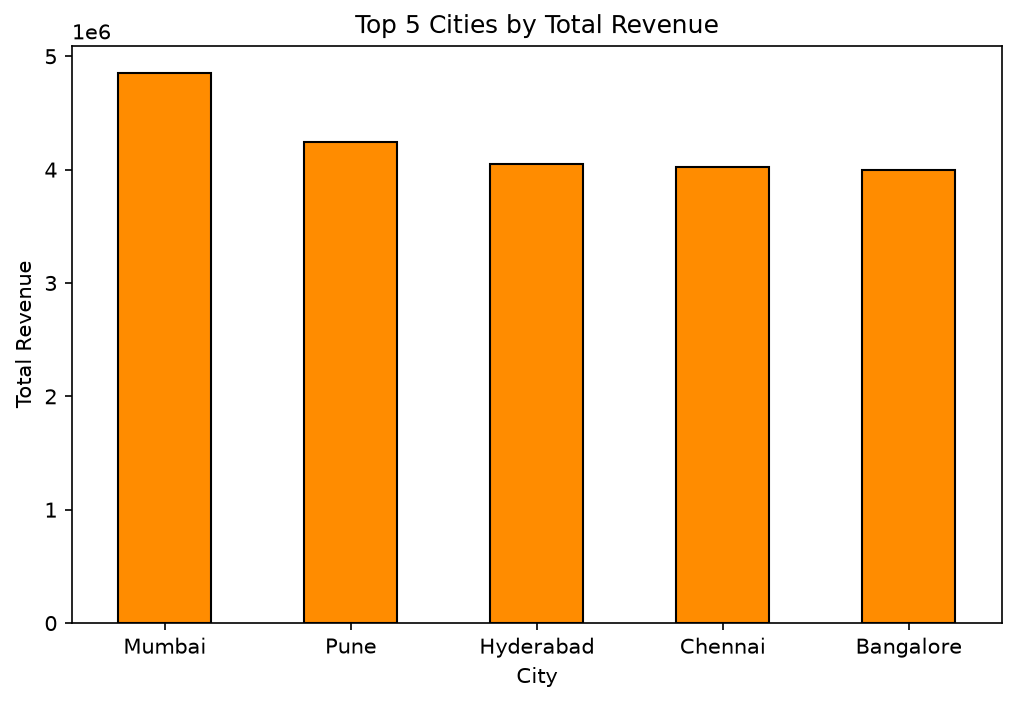 Top 5 Cities by Total Revenue
1e6
5
4
3
2
1
0
Total Revenue
Mumbai Pune Hyderabad Chennai Bangalore
City